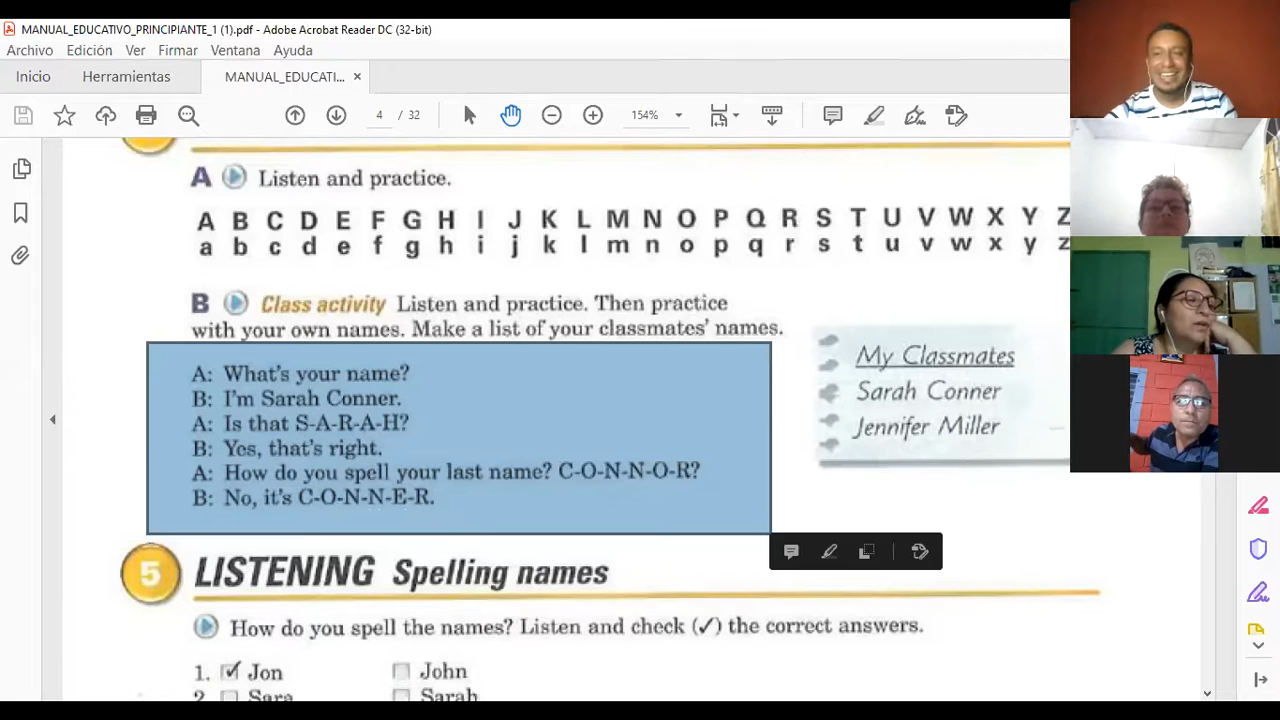 MANUAL_EDUCATIVO_PRINCIPIANTE_1 (1).pdf - Adobe Acrobat Reader DC (32-bit)
Archivo Edición Ver Firmar Ventana Ayuda
Inicio Herramientas MANUAL_EDUCATI... ×
4 / 32 154%
A Listen and practice.
A B C D E F G H I J K L M N O P Q R S T U V W X Y Z
a b c d e f g h i j k l m n o p q r s t u v w x y z
B Class activity Listen and practice. Then practice
with your own names. Make a list of your classmates' names.
A: What's your name?
B: I'm Sarah Conner.
A: Is that S-A-R-A-H?
B: Yes, that's right.
A: How do you spell your last name? C-O-N-N-O-R?
B: No, it's C-O-N-N-E-R.
My Classmates
Sarah Conner
Jennifer Miller
5 LISTENING Spelling names
How do you spell the names? Listen and check (✓) the correct answers.
1. ✓ Jon John
2. Sara Sarah